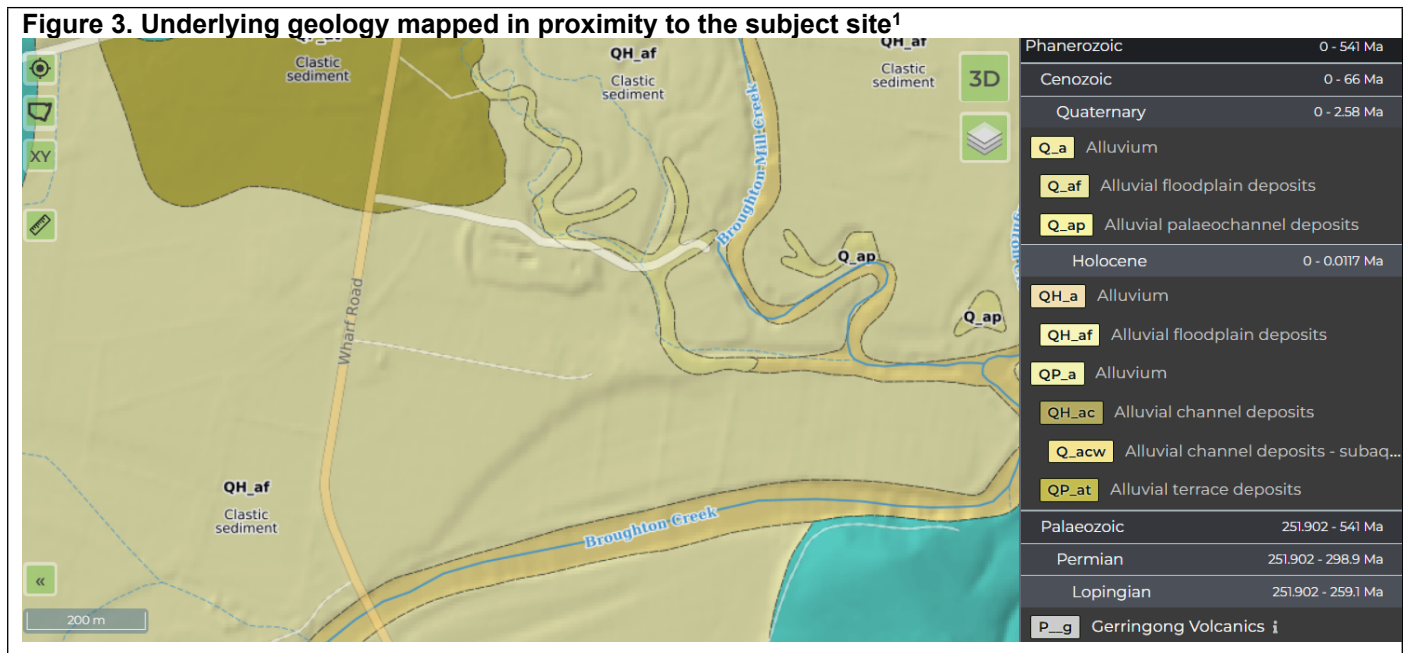 Figure 3. Underlying geology mapped in proximity to the subject site1
Clastic
sediment
QH_af
Clastic
sediment
QH_af
Clastic
sediment
3D
XY
Broughton Mill Creek
Q_ap
Q_ap
Wharf Road
QH_af
Clastic
sediment
Broughton Creek
«
200 m
Phanerozoic 0 - 541 Ma
Cenozoic 0 - 66 Ma
Quaternary 0 - 2.58 Ma
Q_a Alluvium
Q_af Alluvial floodplain deposits
Q_ap Alluvial palaeochannel deposits
Holocene 0 - 0.0117 Ma
QH_a Alluvium
QH_af Alluvial floodplain deposits
QP_a Alluvium
QH_ac Alluvial channel deposits
Q_acw Alluvial channel deposits - subaq...
QP_at Alluvial terrace deposits
Palaeozoic 251.902 - 541 Ma
Permian 251.902 - 298.9 Ma
Lopingian 251.902 - 259.1 Ma
P__g Gerringong Volcanics i